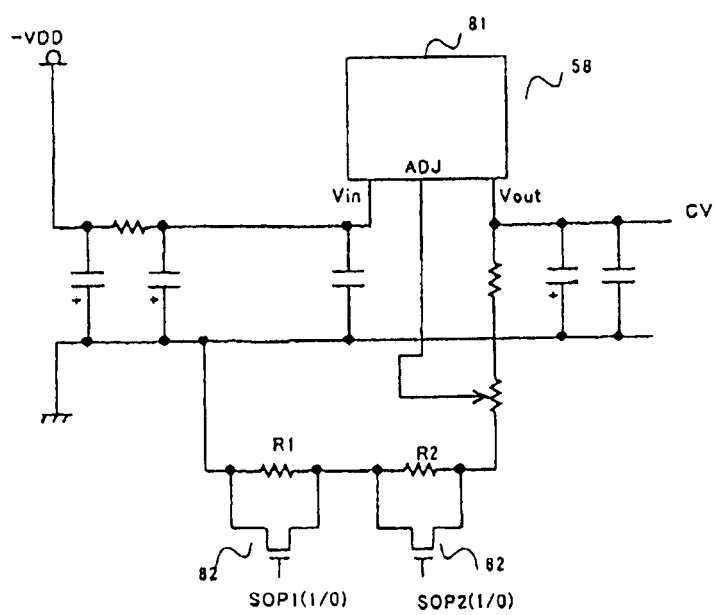 81
-VDD
58
ADJ
Vin
Vout
CV
+
+
+
R1
R2
82
82
SOP1(1/0)
SOP2(1/0)